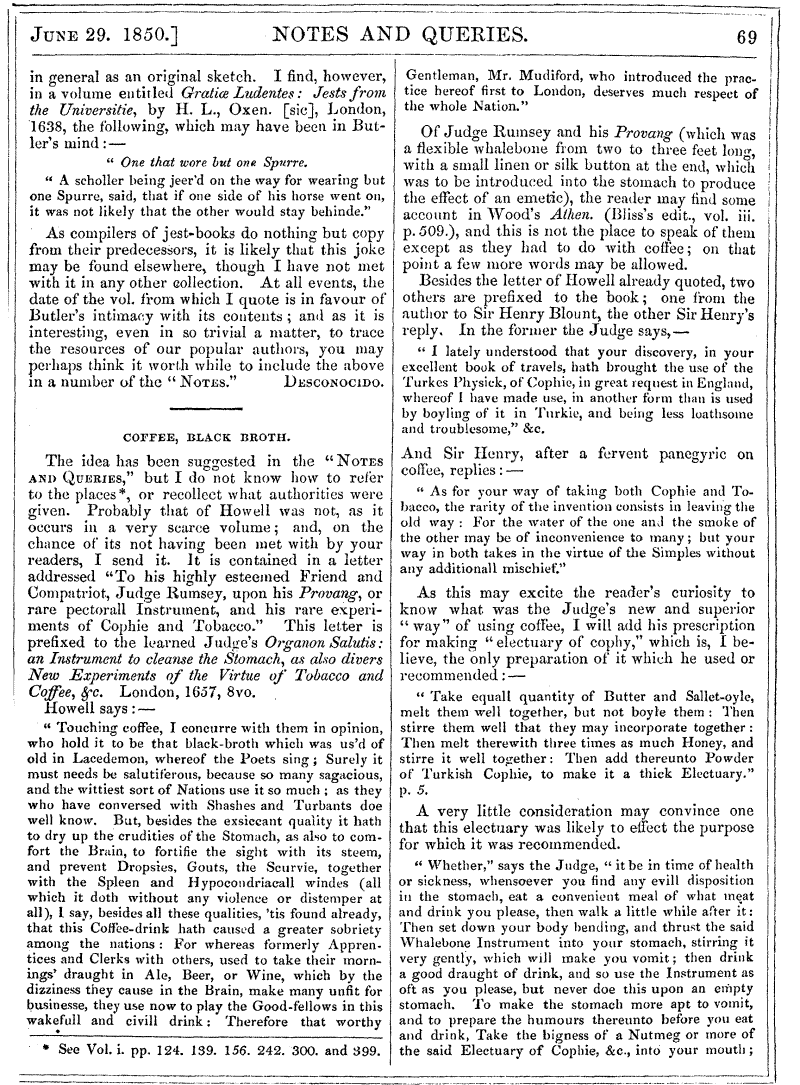 JUNE 29. 1850.] NOTES AND QUERIES. 69
in general as an original sketch. I find, however,
in a volume entitled Gratiæ Ludentes: Jests from
the Universitie, by H. L., Oxen. [sic], London,
1638, the following, which may have been in But-
ler's mind:—
" One that wore but one Spurre.
" A scholler being jeer'd on the way for wearing but
one Spurre, said, that if one side of his horse went on,
it was not likely that the other would stay behinde."
As compilers of jest-books do nothing but copy
from their predecessors, it is likely that this joke
may be found elsewhere, though I have not met
with it in any other collection. At all events, the
date of the vol. from which I quote is in favour of
Butler's intimacy with its contents; and as it is
interesting, even in so trivial a matter, to trace
the resources of our popular authors, you may
perhaps think it worth while to include the above
in a number of the " NOTES." DESCONOCIDO.
COFFEE, BLACK BROTH.
The idea has been suggested in the "NOTES
AND QUERIES," but I do not know how to refer
to the places*, or recollect what authorities were
given. Probably that of Howell was not, as it
occurs in a very scarce volume; and, on the
chance of its not having been met with by your
readers, I send it. It is contained in a letter
addressed "To his highly esteemed Friend and
Compatriot, Judge Rumsey, upon his Provang, or
rare pectorall Instrument, and his rare experi-
ments of Cophie and Tobacco." This letter is
prefixed to the learned Judge's Organon Salutis:
an Instrument to cleanse the Stomach, as also divers
New Experiments of the Virtue of Tobacco and
Coffee, &c. London, 1657, 8vo.
Howell says:—
" Touching coffee, I concurre with them in opinion,
who hold it to be that black-broth which was us'd of
old in Lacedemon, whereof the Poets sing; Surely it
must needs be salutiferous, because so many sagacious,
and the wittiest sort of Nations use it so much; as they
who have conversed with Shashes and Turbants doe
well know. But, besides the exsiccant quality it hath
to dry up the crudities of the Stomach, as also to com-
fort the Brain, to fortifie the sight with its steem,
and prevent Dropsies, Gouts, the Scurvie, together
with the Spleen and Hypocondriacall windes (all
which it doth without any violence or distemper at
all), I say, besides all these qualities, 'tis found already,
that this Coffee-drink hath caused a greater sobriety
among the nations: For whereas formerly Appren-
tices and Clerks with others, used to take their morn-
ings' draught in Ale, Beer, or Wine, which by the
dizziness they cause in the Brain, make many unfit for
businesse, they use now to play the Good-fellows in this
wakefull and civill drink: Therefore that worthy
* See Vol. i. pp. 124. 139. 156. 242. 300. and 399.
Gentleman, Mr. Mudiford, who introduced the prac-
tice hereof first to London, deserves much respect of
the whole Nation."
Of Judge Rumsey and his Provang (which was
a flexible whalebone from two to three feet long,
with a small linen or silk button at the end, which
was to be introduced into the stomach to produce
the effect of an emetic), the reader may find some
account in Wood's Athen. (Bliss's edit., vol. iii.
p. 509.), and this is not the place to speak of them
except as they had to do with coffee; on that
point a few more words may be allowed.
Besides the letter of Howell already quoted, two
others are prefixed to the book; one from the
author to Sir Henry Blount, the other Sir Henry's
reply. In the former the Judge says,—
" I lately understood that your discovery, in your
excellent book of travels, hath brought the use of the
Turkes Physick, of Cophie, in great request in England,
whereof I have made use, in another form than is used
by boyling of it in Turkie, and being less loathsome
and troublesome," &c.
And Sir Henry, after a fervent panegyric on
coffee, replies:—
" As for your way of taking both Cophie and To-
bacco, the rarity of the invention consists in leaving the
old way: For the water of the one and the smoke of
the other may be of inconvenience to many; but your
way in both takes in the virtue of the Simples without
any additionall mischief."
As this may excite the reader's curiosity to
know what was the Judge's new and superior
"way" of using coffee, I will add his prescription
for making "electuary of cophy," which is, I be-
lieve, the only preparation of it which he used or
recommended:—
" Take equall quantity of Butter and Sallet-oyle,
melt them well together, but not boyle them: Then
stirre them well that they may incorporate together:
Then melt therewith three times as much Honey, and
stirre it well together: Then add thereunto Powder
of Turkish Cophie, to make it a thick Electuary."
p. 5.
A very little consideration may convince one
that this electuary was likely to effect the purpose
for which it was recommended.
" Whether," says the Judge, " it be in time of health
or sickness, whensoever you find any evill disposition
in the stomach, eat a convenient meal of what meat
and drink you please, then walk a little while after it:
Then set down your body bending, and thrust the said
Whalebone Instrument into your stomach, stirring it
very gently, which will make you vomit; then drink
a good draught of drink, and so use the Instrument as
oft as you please, but never doe this upon an empty
stomach. To make the stomach more apt to vomit,
and to prepare the humours thereunto before you eat
and drink, Take the bigness of a Nutmeg or more of
the said Electuary of Cophie, &c., into your mouth;